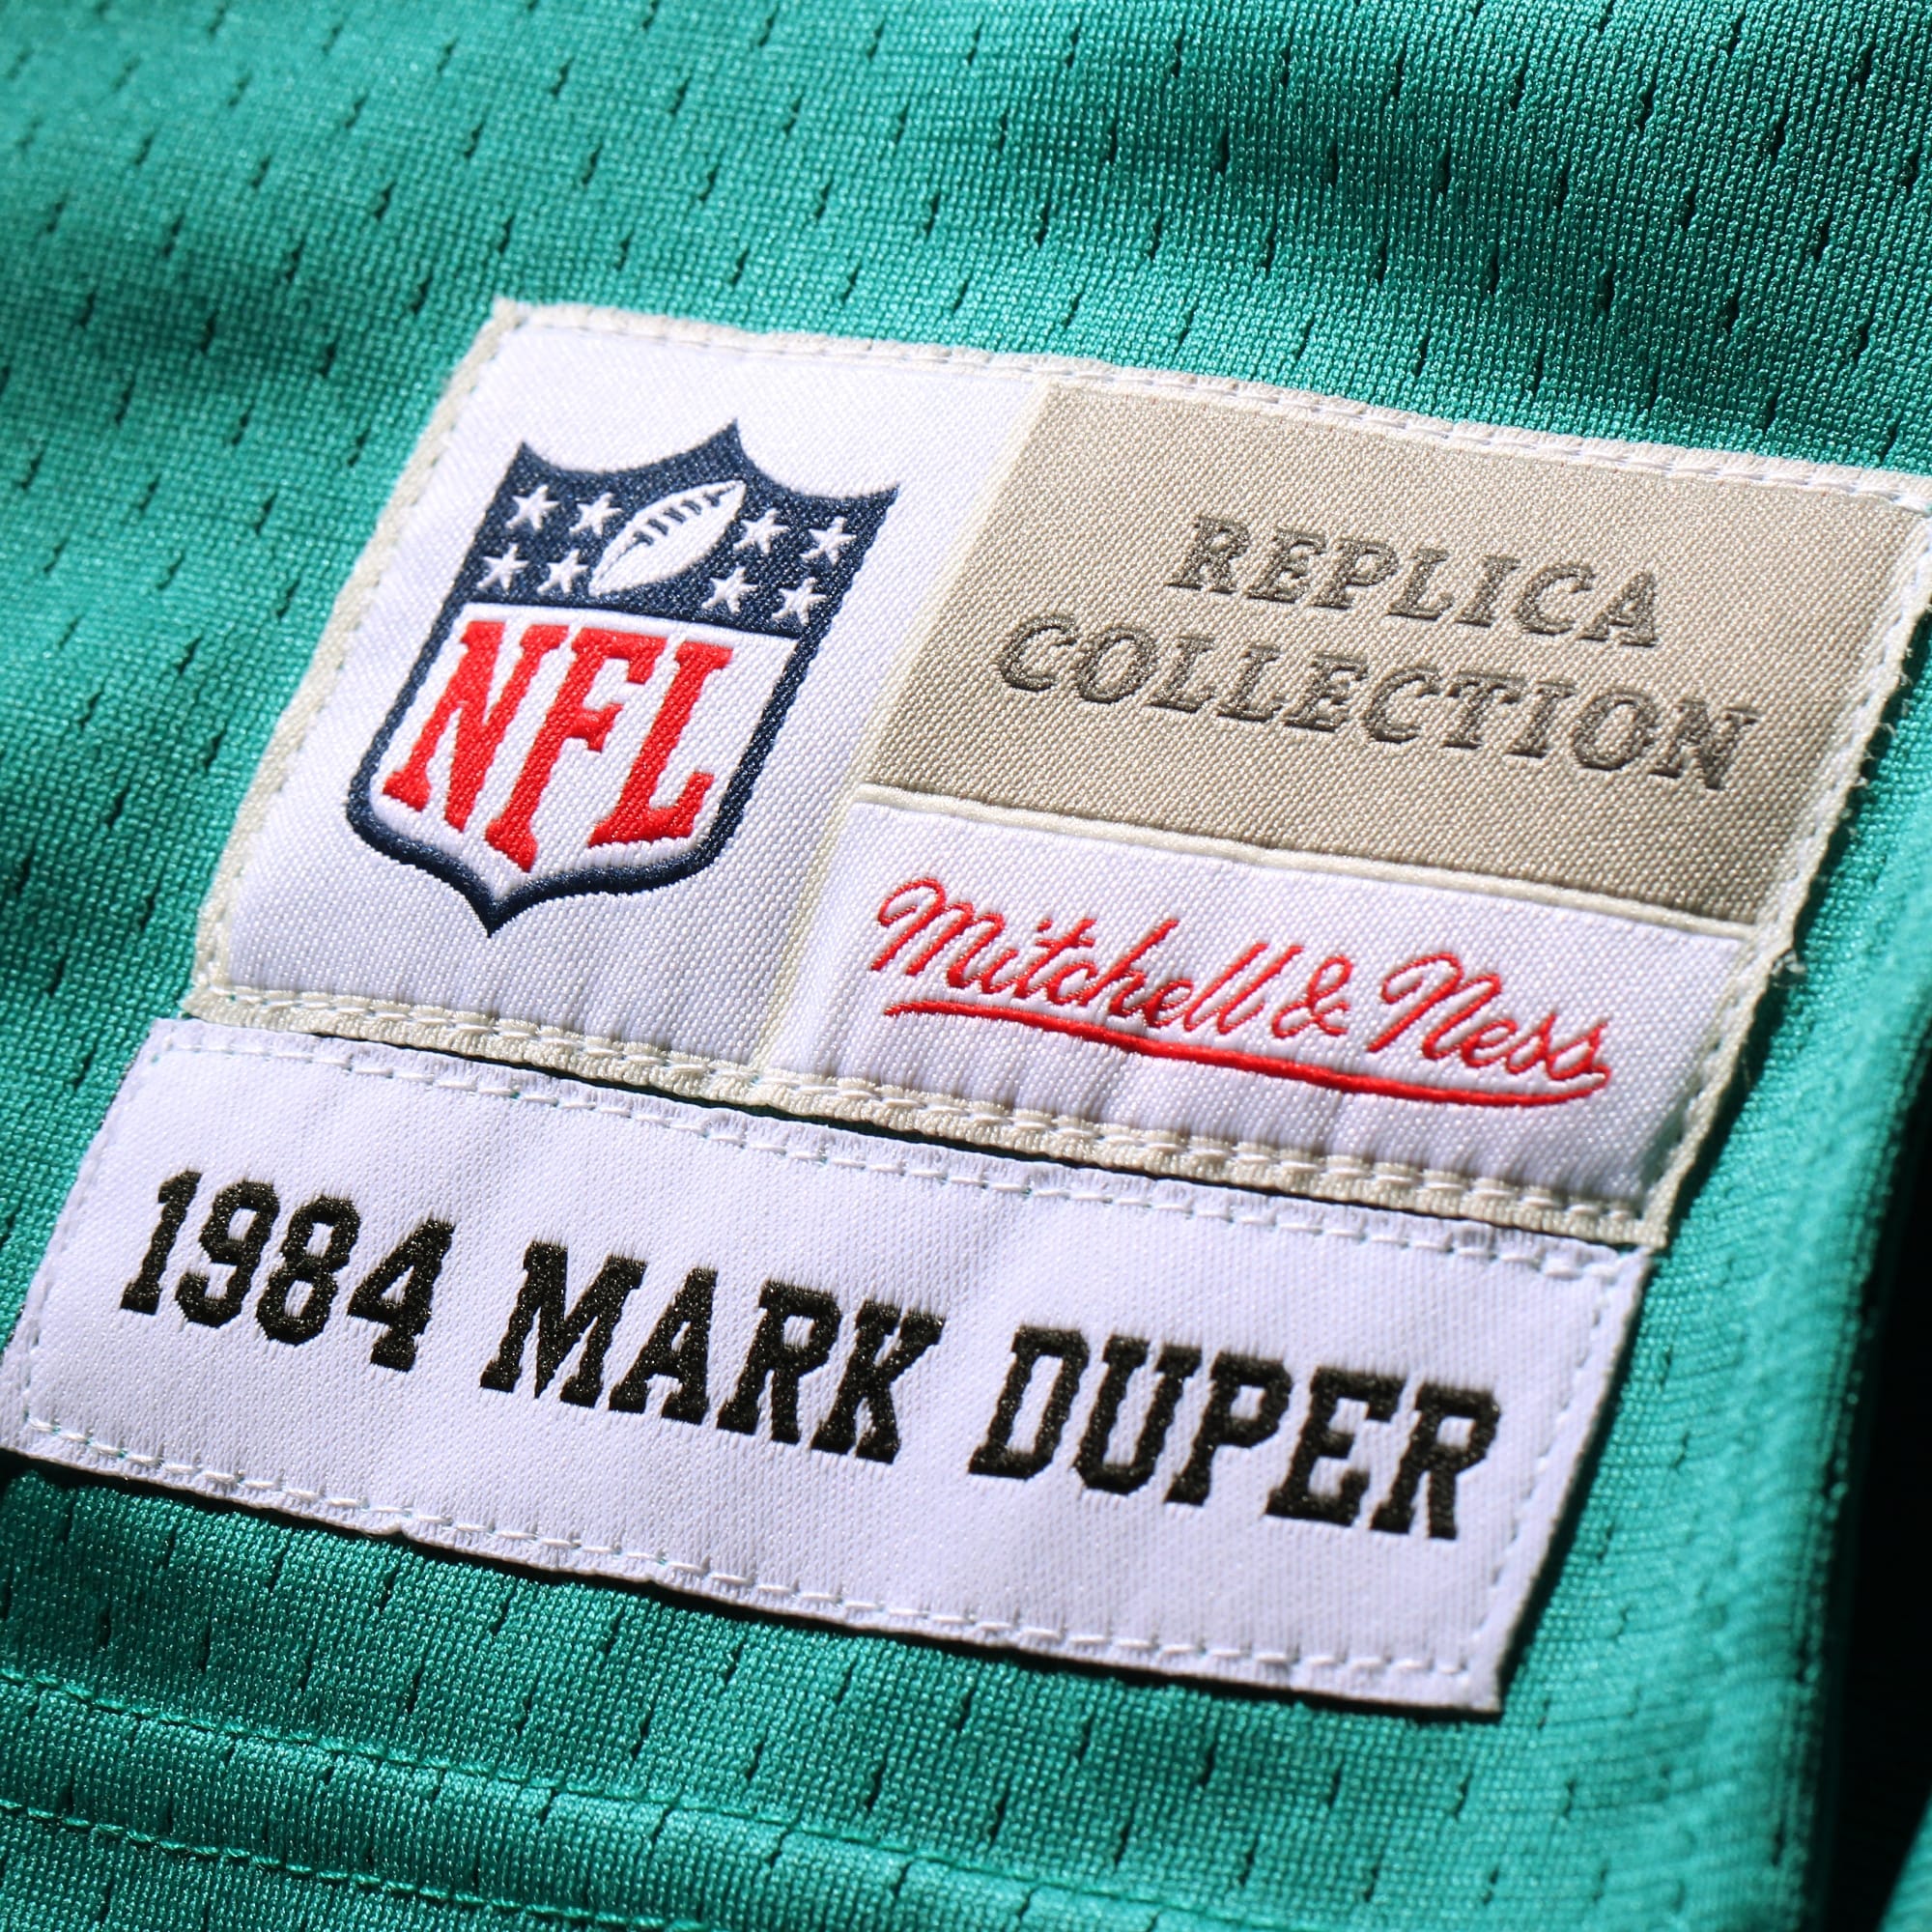 NFL
REPLICA
COLLECTION
Mitchell & Ness
1984 MARK DUPER